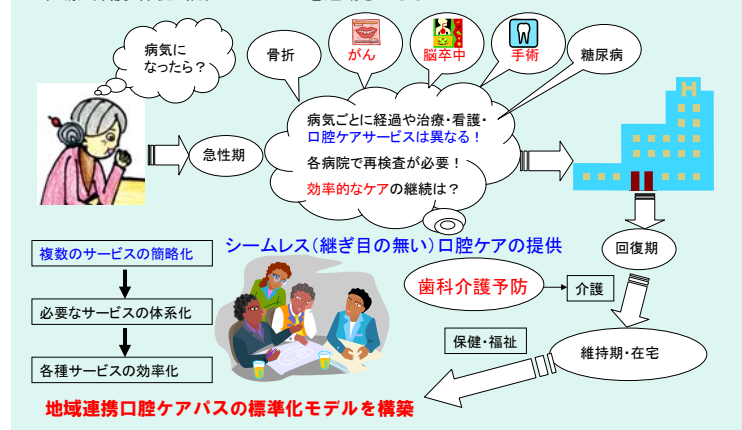 病気に
なったら？
骨折
がん
脳卒中
手術
糖尿病
病気ごとに経過や治療・看護・
口腔ケアサービスは異なる！
各病院で再検査が必要！
効率的なケアの継続は？
急性期
H
回復期
シームレス（継ぎ目の無い）口腔ケアの提供
複数のサービスの簡略化
必要なサービスの体系化
各種サービスの効率化
歯科介護予防
介護
保健・福祉
維持期・在宅
地域連携口腔ケアパスの標準化モデルを構築